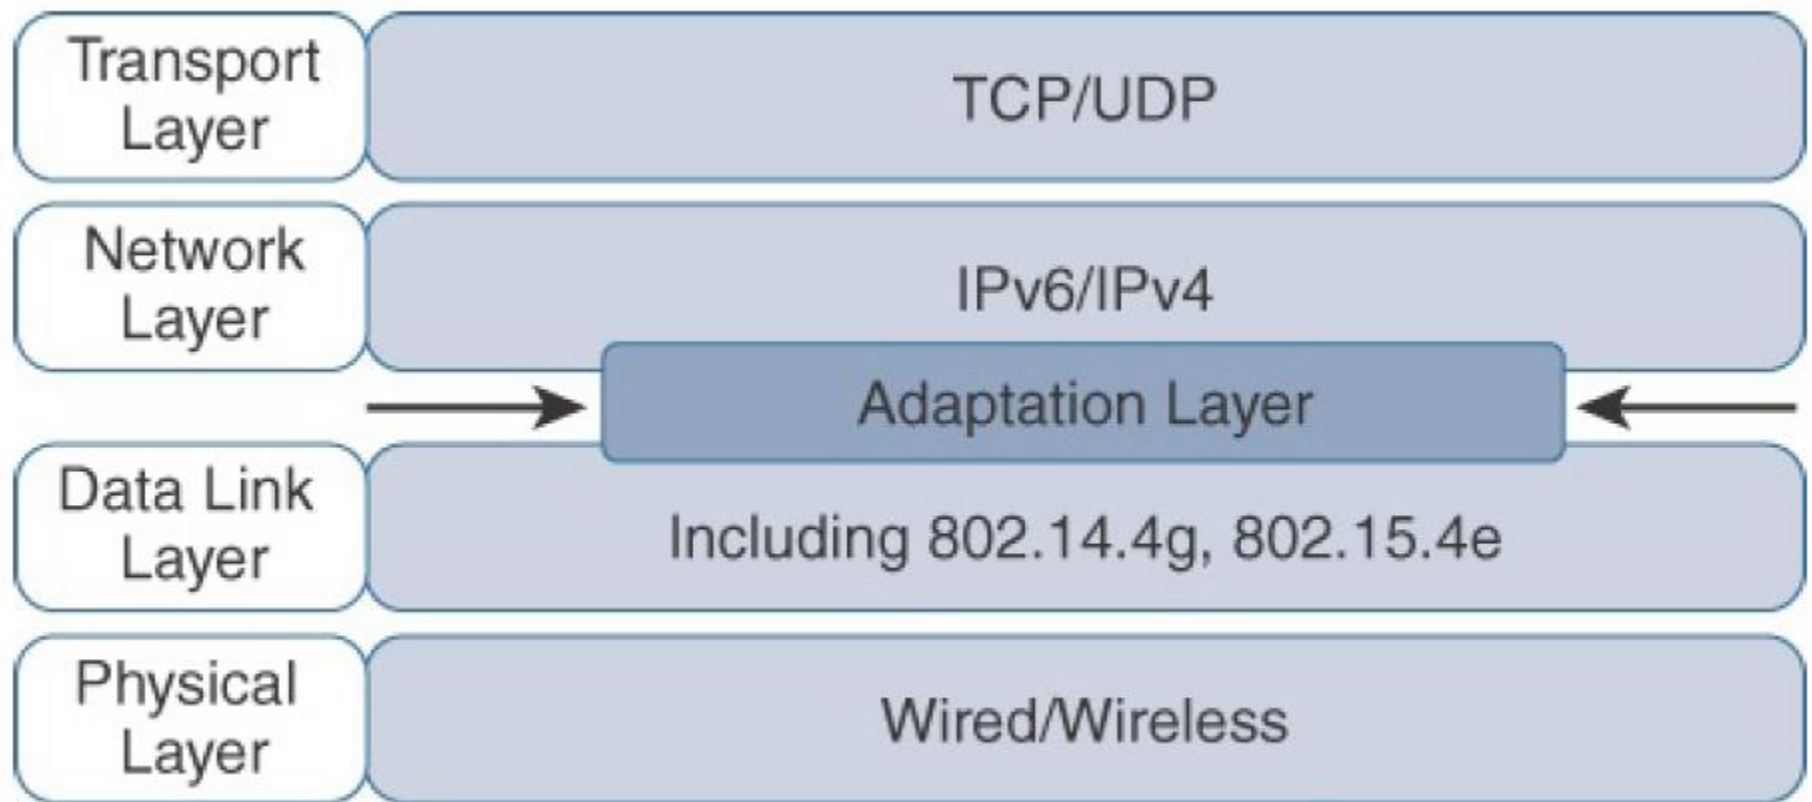 Transport
Layer
TCP/UDP
Network
Layer
IPv6/IPv4
Adaptation Layer
Data Link
Layer
Including 802.14.4g, 802.15.4e
Physical
Layer
Wired/Wireless